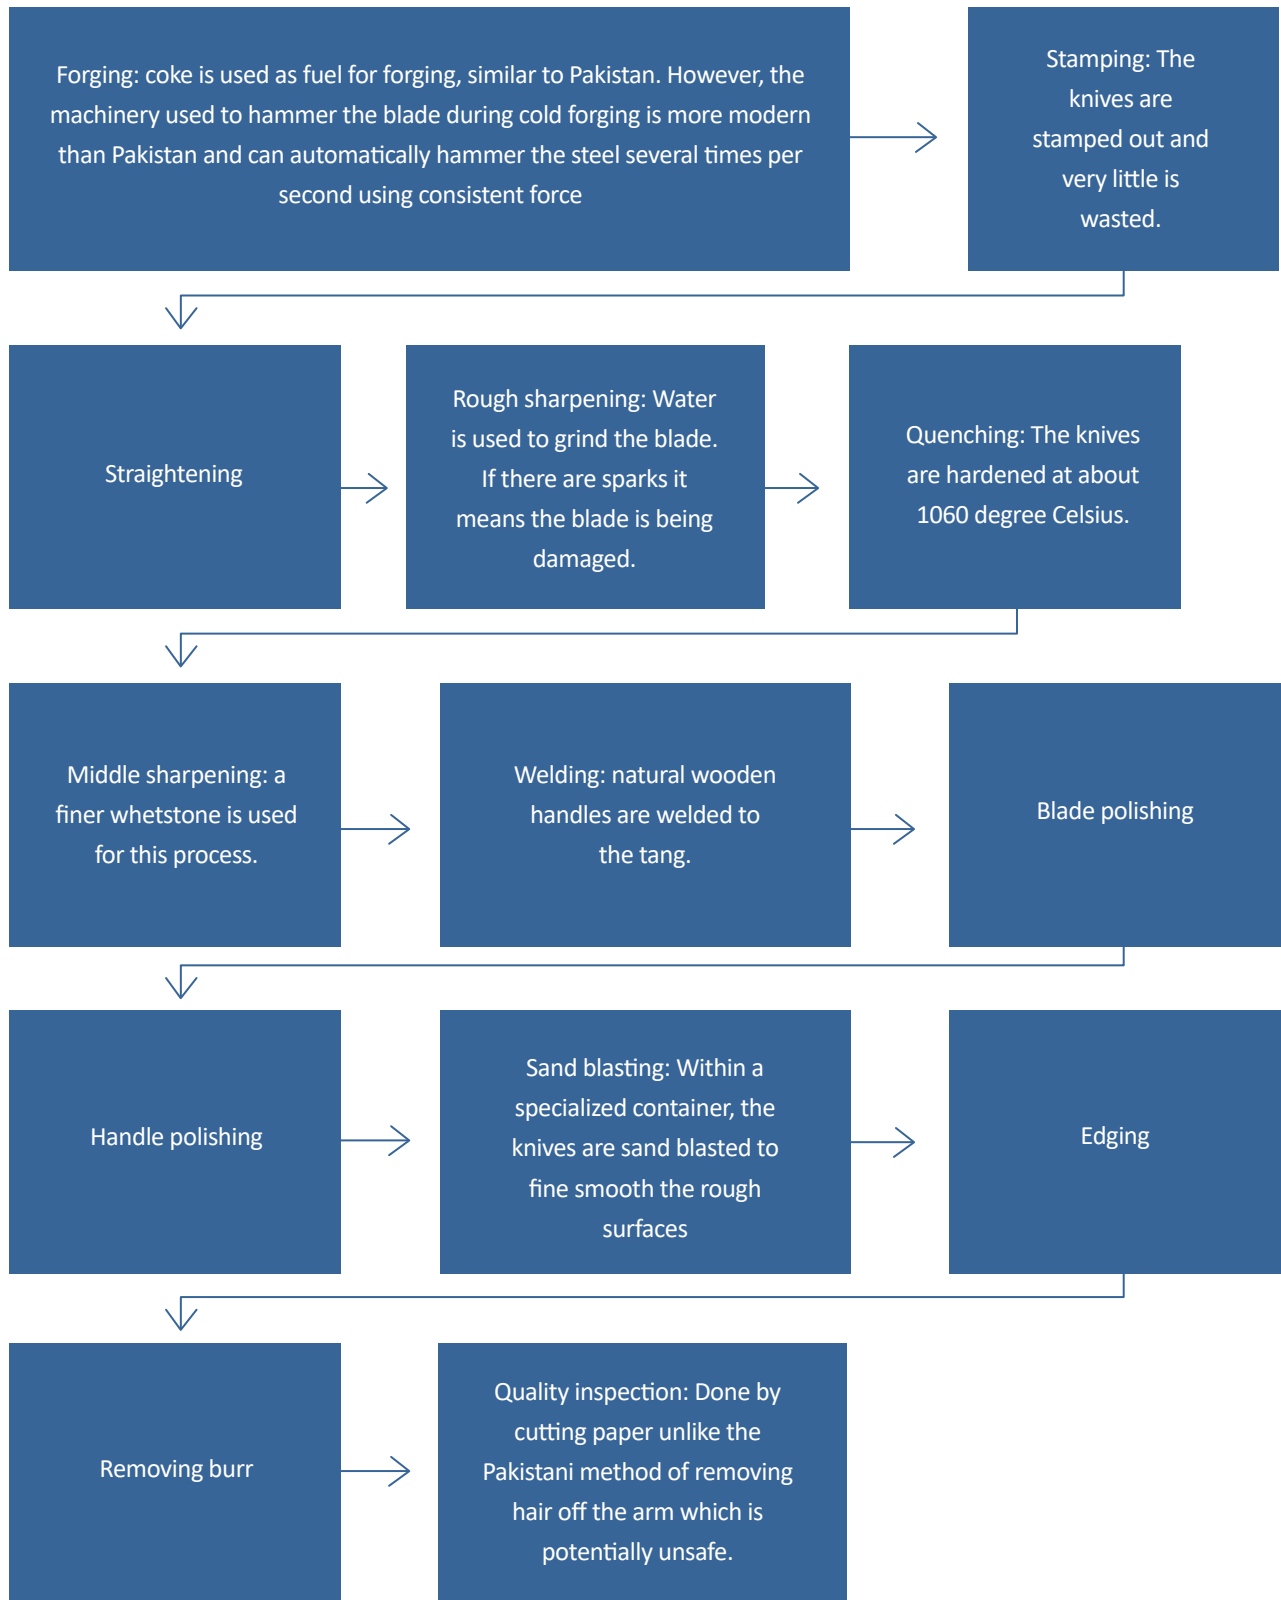 Forging: coke is used as fuel for forging, similar to Pakistan. However, the
machinery used to hammer the blade during cold forging is more modern
than Pakistan and can automatically hammer the steel several times per
second using consistent force
Stamping: The
knives are
stamped out and
very little is
wasted.
Straightening
Rough sharpening: Water
is used to grind the blade.
If there are sparks it
means the blade is being
damaged.
Quenching: The knives
are hardened at about
1060 degree Celsius.
Middle sharpening: a
finer whetstone is used
for this process.
Welding: natural wooden
handles are welded to
the tang.
Blade polishing
Handle polishing
Sand blasting: Within a
specialized container, the
knives are sand blasted to
fine smooth the rough
surfaces
Edging
Removing burr
Quality inspection: Done by
cutting paper unlike the
Pakistani method of removing
hair off the arm which is
potentially unsafe.